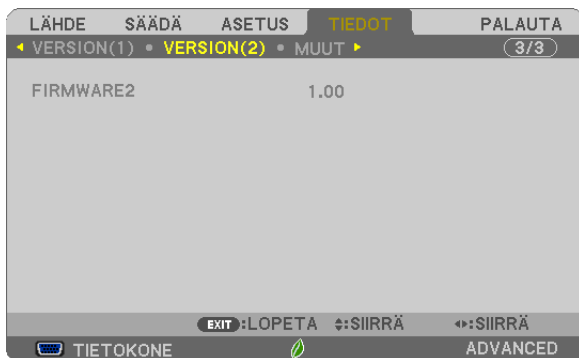 LÄHDE SÄÄDÄ ASETUS TIEDOT PALAUTA
VERSION(1) • VERSION(2) • MUUT 3/3
FIRMWARE2 1.00
EXIT:LOPETA :SIIRRÄ :SIIRRÄ
TIETOKONE ADVANCED